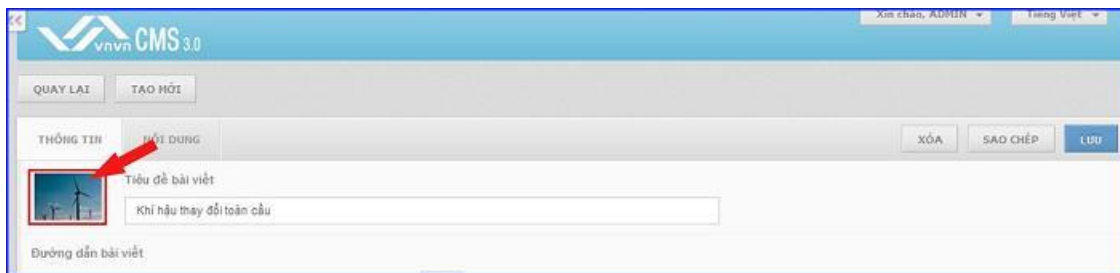 Xin chào, ADMIN
Tiếng Việt
vnvn CMS 3.0
QUAY LẠI
TẠO MỚI
THÔNG TIN
NỘI DUNG
XÓA
SAO CHÉP
LƯU
Tiêu đề bài viết
Khí hậu thay đổi toàn cầu
Đường dẫn bài viết